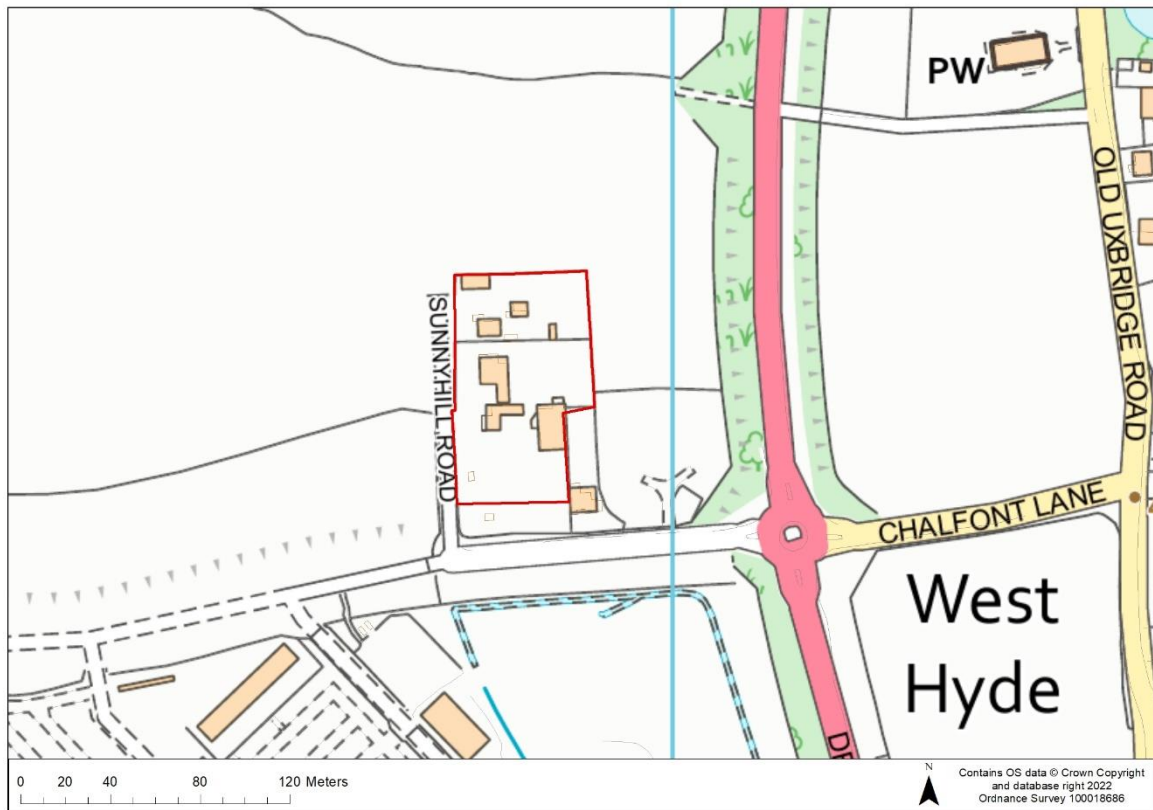 PW
OLD UXBRIDGE ROAD
SUNNYHILL ROAD
CHALFONT LANE
West
Hyde
0 20 40 80 120 Meters
N
Contains OS data © Crown Copyright
and database right 2022
Ordnance Survey 100018686